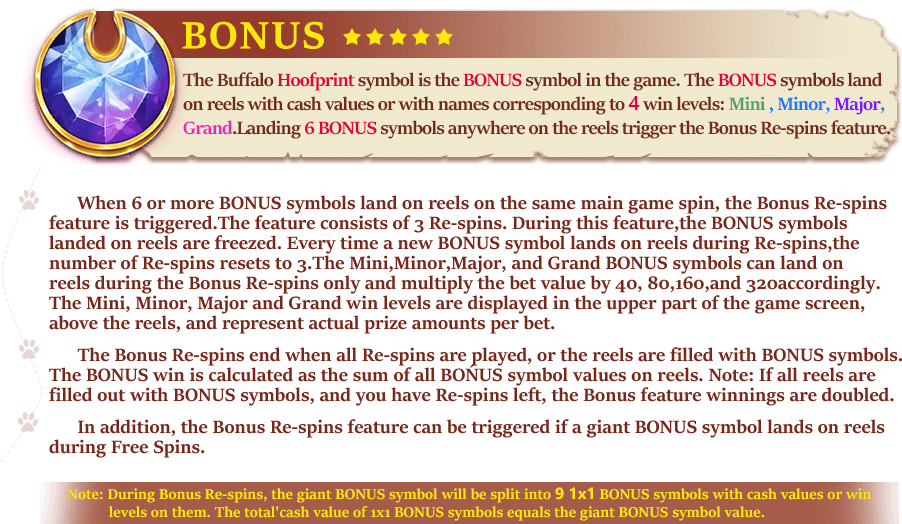 BONUS ★★★★★
The Buffalo Hoofprint symbol is the BONUS symbol in the game. The BONUS symbols land
on reels with cash values or with names corresponding to 4 win levels: Mini , Minor, Major,
Grand.Landing 6 BONUS symbols anywhere on the reels trigger the Bonus Re-spins feature.
When 6 or more BONUS symbols land on reels on the same main game spin, the Bonus Re-spins
feature is triggered.The feature consists of 3 Re-spins. During this feature,the BONUS symbols
landed on reels are freezed. Every time a new BONUS symbol lands on reels during Re-spins,the
number of Re-spins resets to 3.The Mini,Minor,Major, and Grand BONUS symbols can land on
reels during the Bonus Re-spins only and multiply the bet value by 40, 80,160,and 320accordingly.
The Mini, Minor, Major and Grand win levels are displayed in the upper part of the game screen,
above the reels, and represent actual prize amounts per bet.
The Bonus Re-spins end when all Re-spins are played, or the reels are filled with BONUS symbols.
The BONUS win is calculated as the sum of all BONUS symbol values on reels. Note: If all reels are
filled out with BONUS symbols, and you have Re-spins left, the Bonus feature winnings are doubled.
In addition, the Bonus Re-spins feature can be triggered if a giant BONUS symbol lands on reels
during Free Spins.
Note: During Bonus Re-spins, the giant BONUS symbol will be split into 9 1x1 BONUS symbols with cash values or win
levels on them. The total'cash value of 1x1 BONUS symbols equals the giant BONUS symbol value.